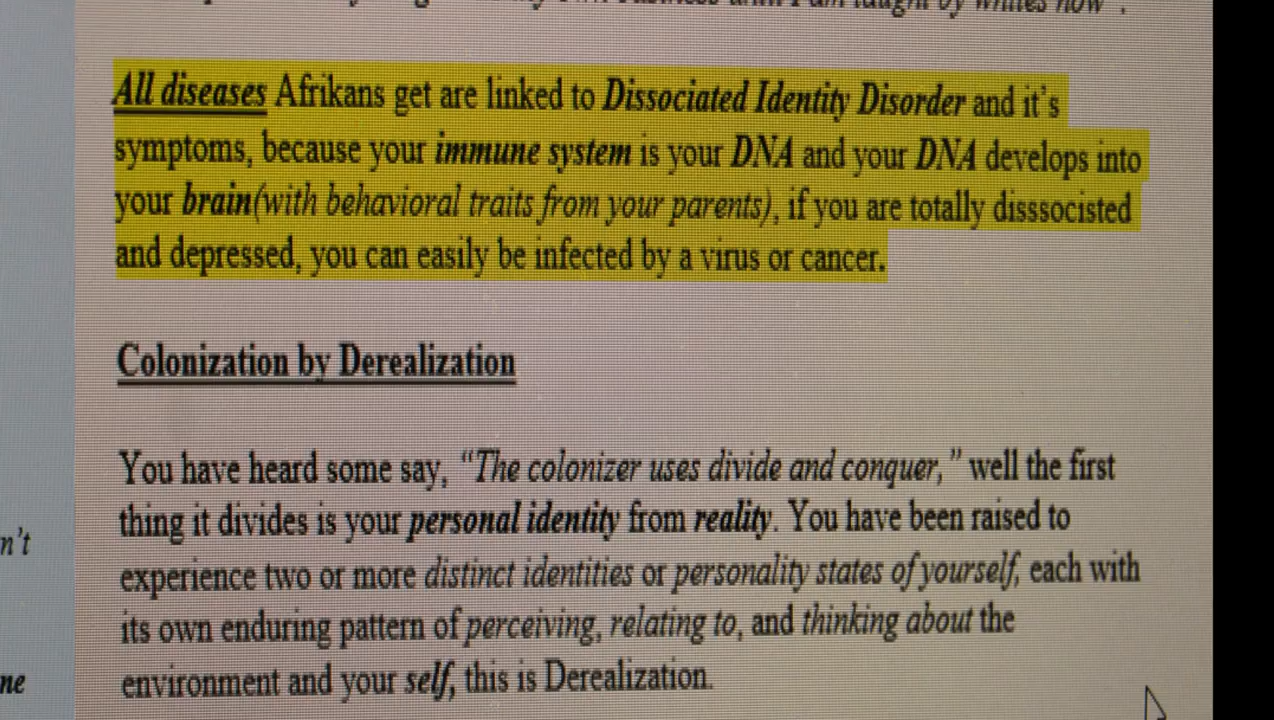 taught by whites how".
All diseases Afrikans get are linked to Dissociated Identity Disorder and it's
symptoms, because your immune system is your DNA and your DNA develops into
your brain(with behavioral traits from your parents), if you are totally disssocisted
and depressed, you can easily be infected by a virus or cancer.
Colonization by Derealization
You have heard some say, “The colonizer uses divide and conquer,” well the first
thing it divides is your personal identity from reality. You have been raised to
n't
experience two or more distinct identities or personality states of yourself, each with
its own enduring pattern of perceiving, relating to, and thinking about the
environment and your self, this is Derealization.
ne